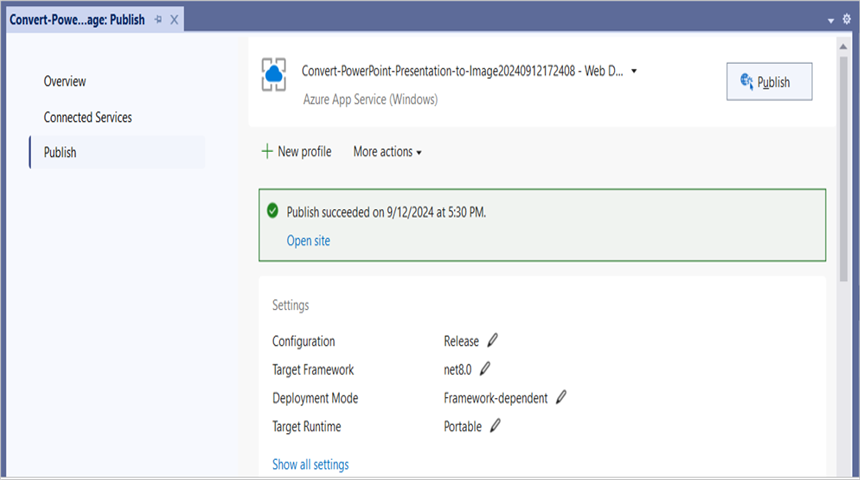 Convert-Powe...age: Publish
Overview
Connected Services
Publish
Convert-PowerPoint-Presentation-to-Image20240912172408 - Web D...
Azure App Service (Windows)
Publish
New profile
More actions
Publish succeeded on 9/12/2024 at 5:30 PM.
Open site
Settings
Configuration Release
Target Framework net8.0
Deployment Mode Framework-dependent
Target Runtime Portable
Show all settings